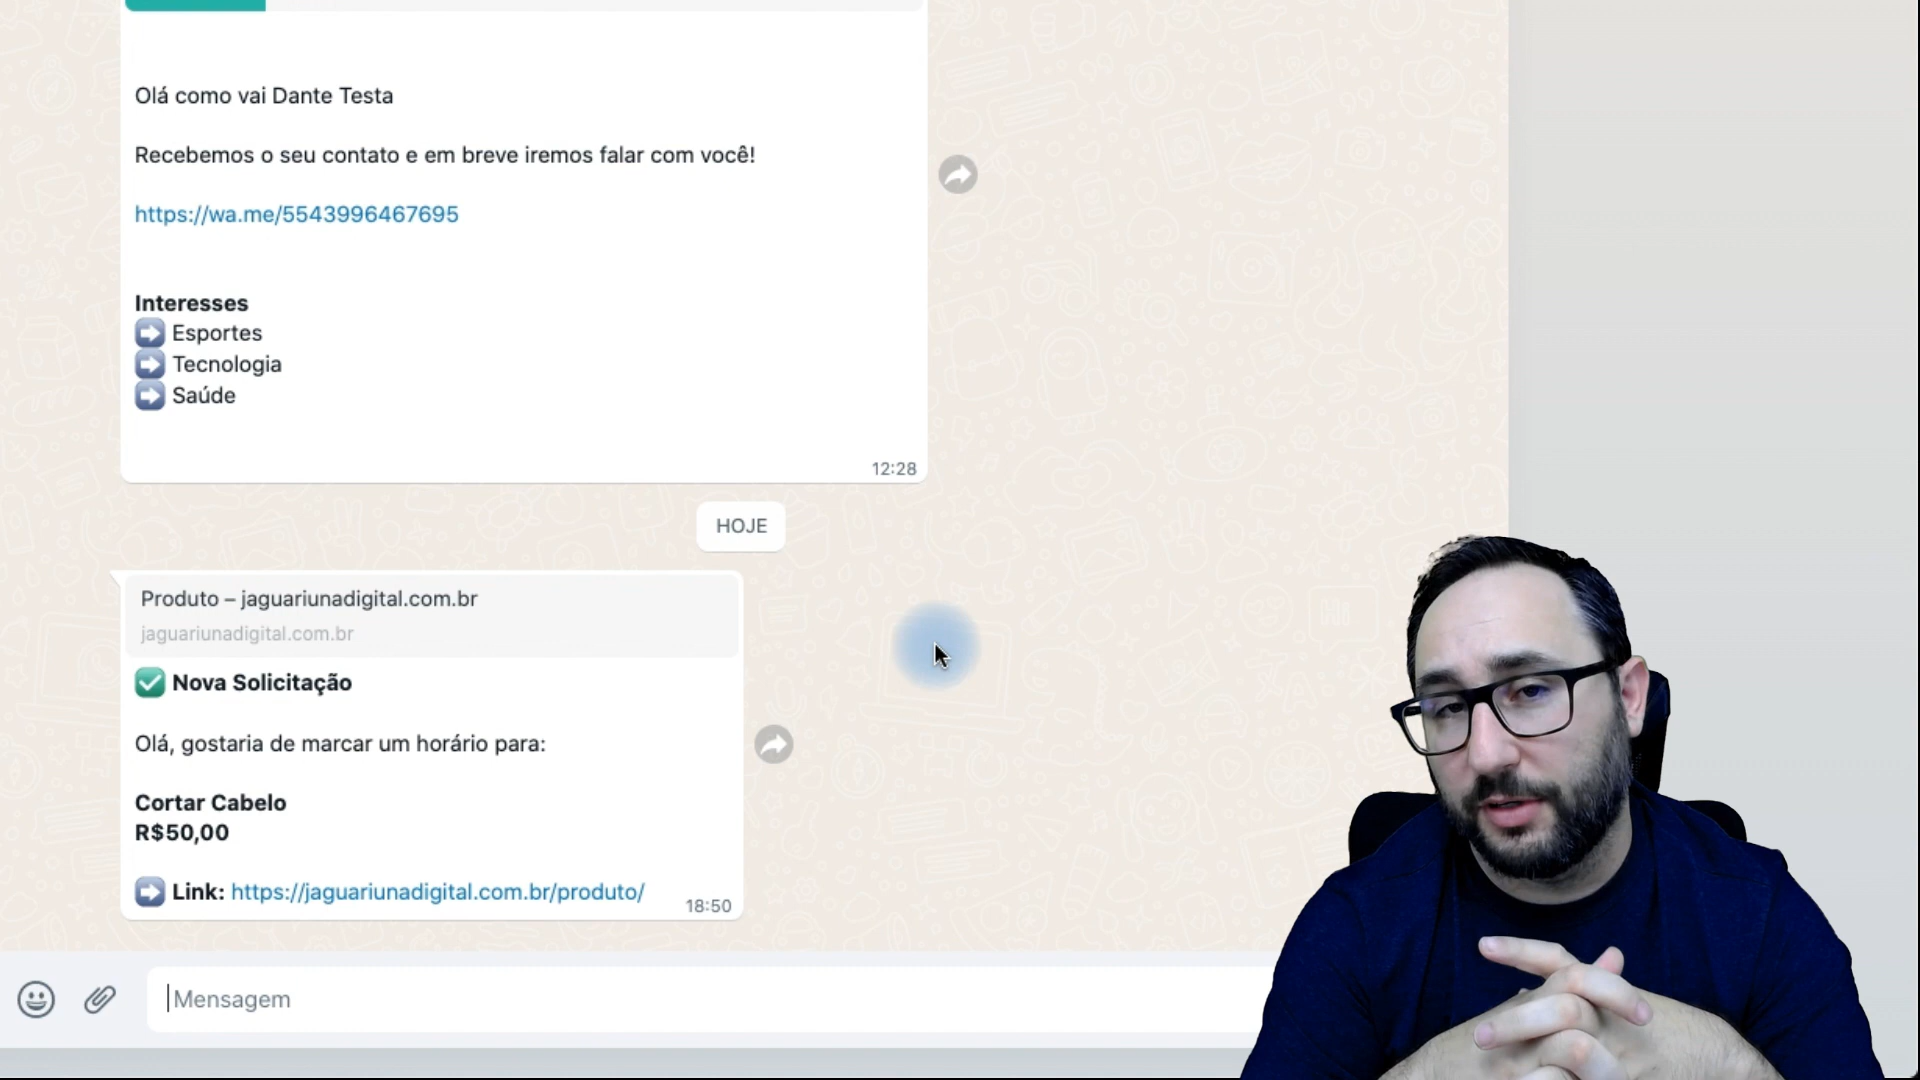 Olá como vai Dante Testa
Recebemos o seu contato e em breve iremos falar com você!
https://wa.me/5543996467695
Interesses
➡️ Esportes
➡️ Tecnologia
➡️ Saúde
12:28
HOJE
Produto – jaguariunadigital.com.br
jaguariunadigital.com.br
✅ Nova Solicitação
Olá, gostaria de marcar um horário para:
Cortar Cabelo
R$50,00
➡️ Link: https://jaguariunadigital.com.br/produto/
18:50
Mensagem